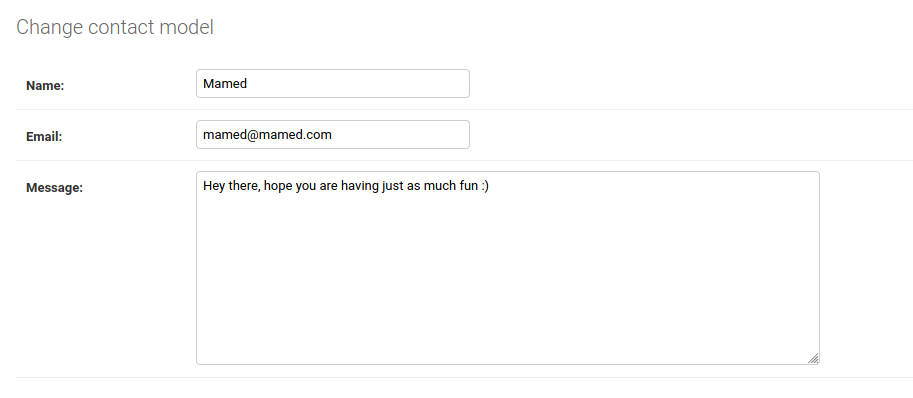 Change contact model
Name:
Mamed
Email:
mamed@mamed.com
Message:
Hey there, hope you are having just as much fun :)